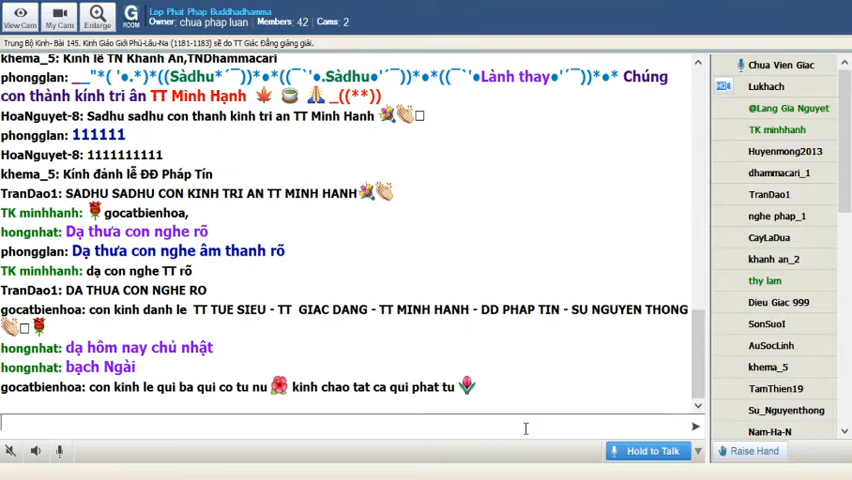 View Cam
My Cam
Enlarge
G
ROOM
Lop Phat Phap Buddhadhamma
Owner: chua phap luan Members: 42 Cams: 2
Trung Bộ Kinh- Bài 145. Kinh Giáo Giới Phú-Lâu-Na (1181-1183) sẽ do TT Giác Đẳng giảng giải.
khema_5: Kính lễ TN Khánh An,TNDhammacari
phongglan: __"*( '●.*)*((Sàdhu*´¯`))*●*((¯`'●.Sàdhu●'´¯`))*●*((¯`'●Lành thay●'´¯`))*●* Chúng
con thành kính tri ân TT Minh Hạnh 🍁 🍵 🙏 _((**))
HoaNguyet-8: Sadhu sadhu con thanh kinh tri an TT Minh Hanh 💐👏□
phongglan: 111111
HoaNguyet-8: 1111111111
khema_5: Kính đảnh lễ ĐĐ Pháp Tín
TranDao1: SADHU SADHU CON KINH TRI AN TT MINH HANH💐👏
TK minhhanh: 🌹gocatbienhoa,
hongnhat: Dạ thưa con nghe rõ
phongglan: Dạ thưa con nghe âm thanh rõ
TK minhhanh: dạ con nghe TT rõ
TranDao1: DA THUA CON NGHE RO
gocatbienhoa: con kinh danh le TT TUE SIEU - TT GIAC DANG - TT MINH HANH - DD PHAP TIN - SU NGUYEN THONG
👏□🌹
hongnhat: dạ hôm nay chủ nhật
hongnhat: bạch Ngài
gocatbienhoa: con kinh le qui ba qui co tu nu 🌺 kinh chao tat ca qui phat tu 🌷
Hold to Talk
Chua Vien Giac
Lukhach
@Lang Gia Nguyet
TK minhhanh
Huyenmong2013
dhammacari_1
TranDao1
nghe phap_1
CayLaDua
khanh an_2
thy lam
Dieu Giac 999
SonSuoI
AuSocLinh
khema_5
TamThien19
Su_Nguyenthong
Nam-Ha-N
Raise Hand